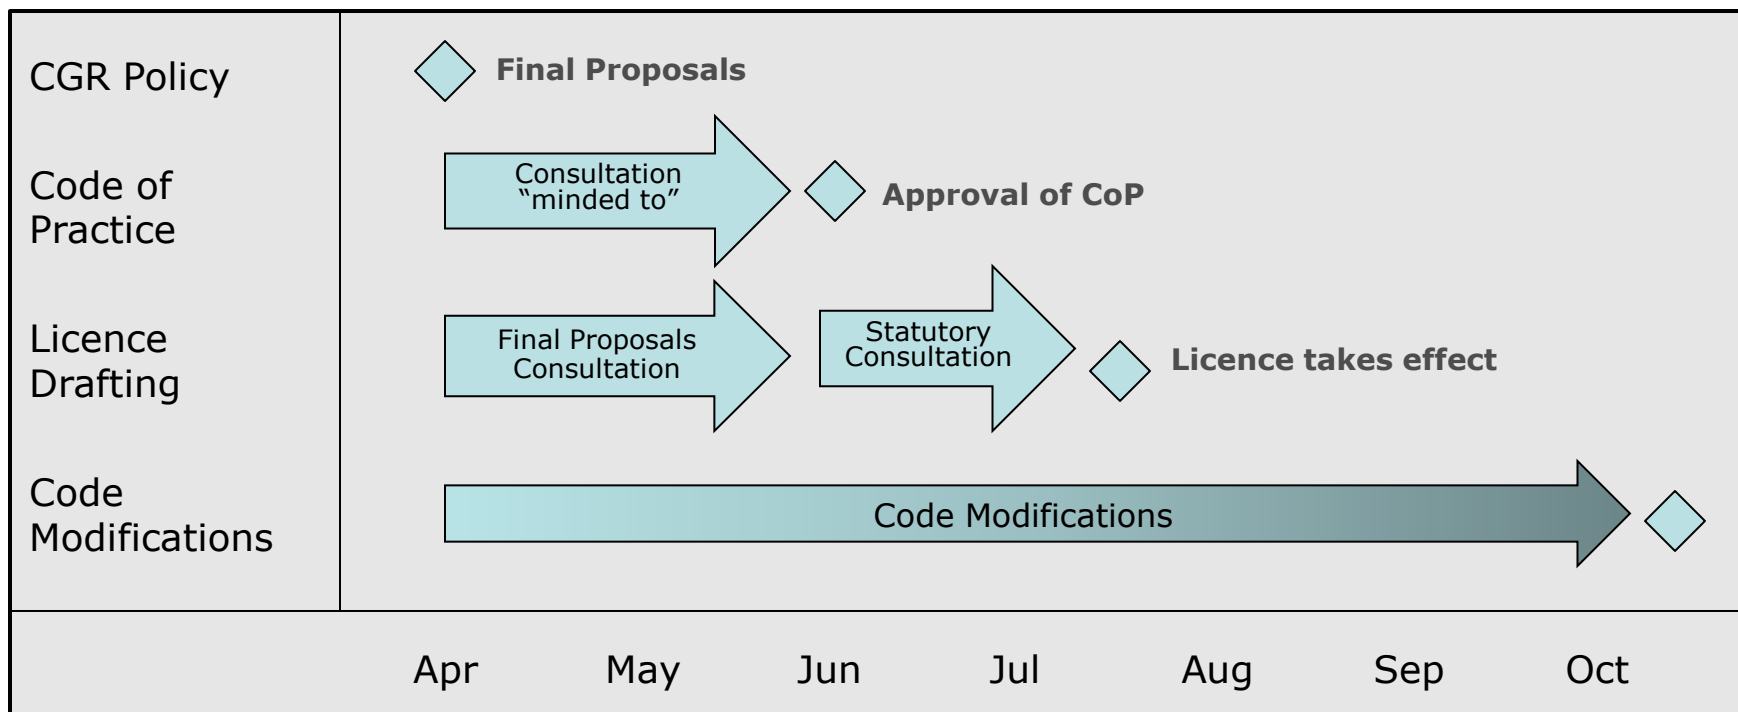 CGR Policy
Final Proposals
Code of
Practice
Consultation
“minded to”
Approval of CoP
Licence
Drafting
Final Proposals
Consultation
Statutory
Consultation
Licence takes effect
Code
Modifications
Code Modifications
Apr May Jun Jul Aug Sep Oct